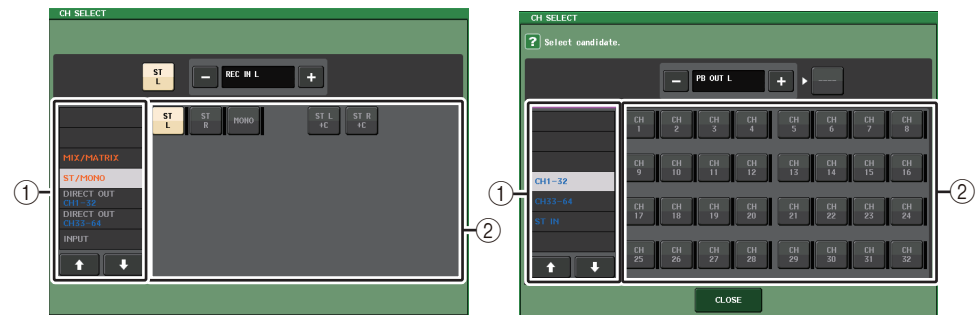 CH SELECT
ST L
− REC IN L +
MIX/MATRIX
ST/MONO
DIRECT OUT
CH1-32
DIRECT OUT
CH33-64
INPUT
ST L
ST R
MONO
ST L +C
ST R +C
1
2
CH SELECT
? Select candidate.
− PB OUT L + ----
CH1-32
CH33-64
ST IN
CH 1
CH 2
CH 3
CH 4
CH 5
CH 6
CH 7
CH 8
CH 9
CH 10
CH 11
CH 12
CH 13
CH 14
CH 15
CH 16
CH 17
CH 18
CH 19
CH 20
CH 21
CH 22
CH 23
CH 24
CH 25
CH 26
CH 27
CH 28
CH 29
CH 30
CH 31
CH 32
CLOSE
1
2